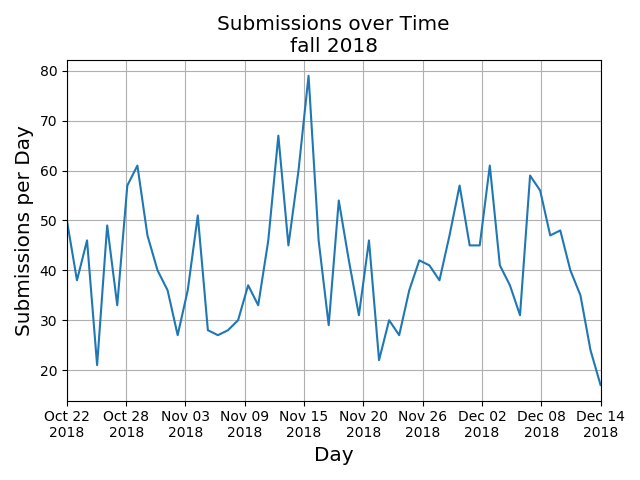 Submissions over Time
fall 2018
Submissions per Day
80
70
60
50
40
30
20
Oct 22 Oct 28 Nov 03 Nov 09 Nov 15 Nov 20 Nov 26 Dec 02 Dec 08 Dec 14
2018 2018 2018 2018 2018 2018 2018 2018 2018 2018
Day